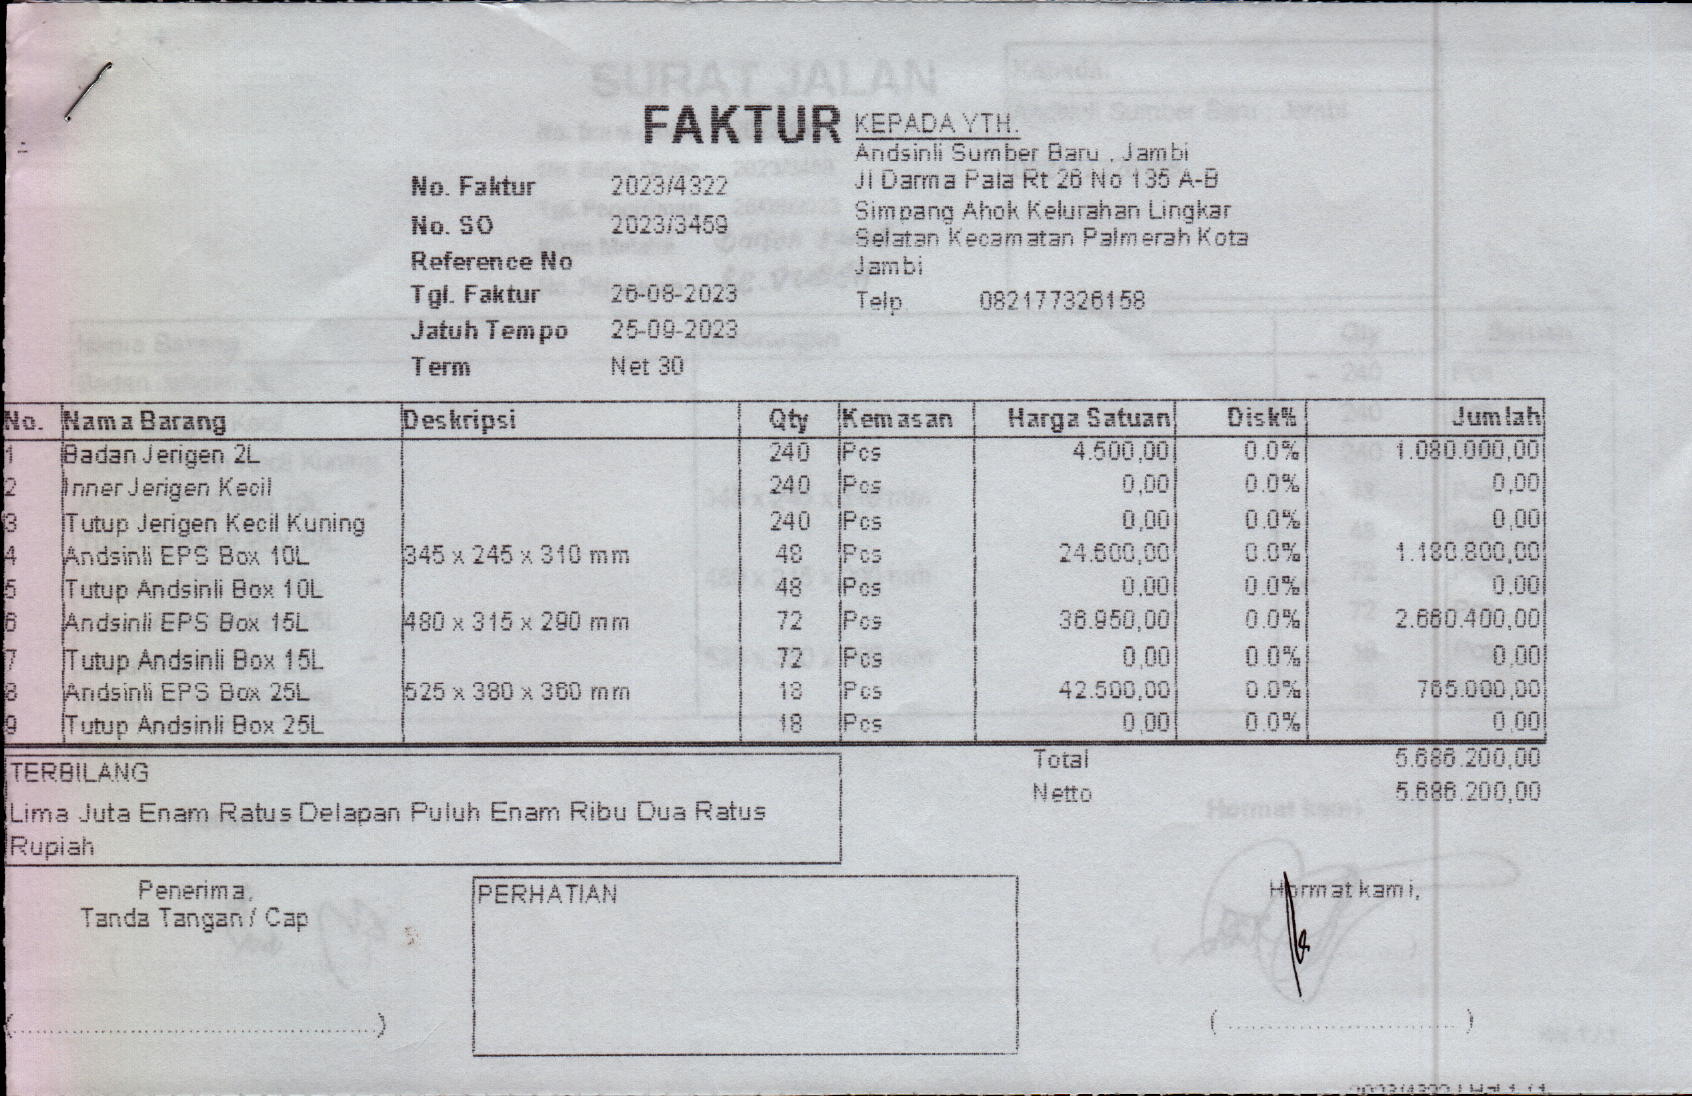 FAKTUR
KEPADA YTH.
Andsinli Sumber Baru . Jambi
Jl Darma Pala Rt 26 No 135 A-B
Simpang Ahok Kelurahan Lingkar
Selatan Kecamatan Palmerah Kota
Jambi
Telp 082177326158
No. Faktur 2023/4322
No. SO 2023/3459
Reference No
Tgl. Faktur 26-08-2023
Jatuh Tempo 25-09-2023
Term Net 30
No. Nama Barang Deskripsi Qty Kemasan Harga Satuan Disk% Jumlah
1 Badan Jerigen 2L 240 Pcs 4.500,00 0.0% 1.080.000,00
2 Inner Jerigen Kecil 240 Pcs 0,00 0.0% 0,00
3 Tutup Jerigen Kecil Kuning 240 Pcs 0,00 0.0% 0,00
4 Andsinli EPS Box 10L 345 x 245 x 310 mm 48 Pcs 24.600,00 0.0% 1.180.800,00
5 Tutup Andsinli Box 10L 48 Pcs 0,00 0.0% 0,00
6 Andsinli EPS Box 15L 480 x 315 x 290 mm 72 Pcs 36.950,00 0.0% 2.660.400,00
7 Tutup Andsinli Box 15L 72 Pcs 0,00 0.0% 0,00
8 Andsinli EPS Box 25L 525 x 380 x 360 mm 18 Pcs 42.500,00 0.0% 765.000,00
9 Tutup Andsinli Box 25L 18 Pcs 0,00 0.0% 0,00
Total 5.686.200,00
Netto 5.686.200,00
TERBILANG
Lima Juta Enam Ratus Delapan Puluh Enam Ribu Dua Ratus
Rupiah
Penerima,
Tanda Tangan / Cap
PERHATIAN
Hormat kami,
2023/4322 / Hal 1 / 1